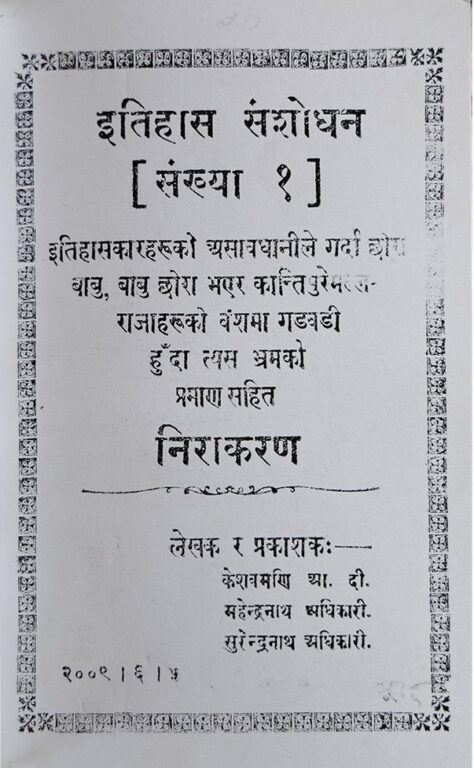 इतिहास संशोधन
[संख्या १]
इतिहासकारहरूको असावधानीले गर्दा छोरा
बाबु, बाबु छोरा भएर कान्तिपुरेमल्ल-
राजाहरूको वंशमा गडबडी
हुँदा त्यस भ्रमको
प्रमाण सहित
निराकरण
लेखक र प्रकाशक:—
केशवमणि आ. दी.
महेन्द्रनाथ अधिकारी.
सुरेन्द्रनाथ अधिकारी.
२००९ । ६ । ५